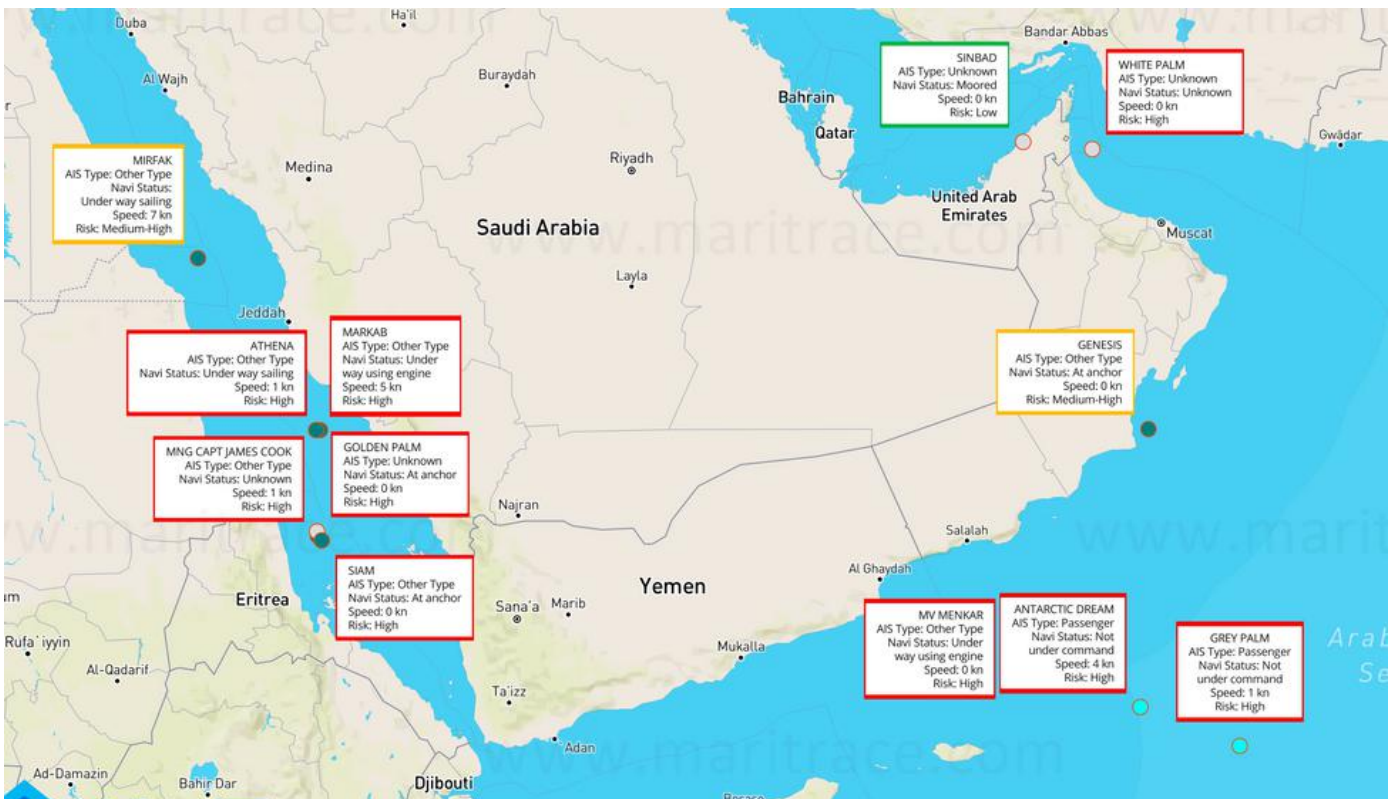 www.maritrace.com
Duba
Ha'il
Al Wajh
Buraydah
Bahrain
Qatar
Bandar Abbas
Gwādar
SINBAD
AIS Type: Unknown
Navi Status: Moored
Speed: 0 kn
Risk: Low
WHITE PALM
AIS Type: Unknown
Navi Status: Unknown
Speed: 0 kn
Risk: High
Medina
Riyadh
MIRFAK
AIS Type: Other Type
Navi Status:
Under way sailing
Speed: 7 kn
Risk: Medium-High
United Arab
Emirates
Muscat
Saudi Arabia
www.maritrace.com
Layla
Jeddah
ATHENA
AIS Type: Other Type
Navi Status: Under way sailing
Speed: 1 kn
Risk: High
MARKAB
AIS Type: Other Type
Navi Status: Under
way using engine
Speed: 5 kn
Risk: High
GENESIS
AIS Type: Other Type
Navi Status: At anchor
Speed: 0 kn
Risk: Medium-High
MNG CAPT JAMES COOK
AIS Type: Other Type
Navi Status: Unknown
Speed: 1 kn
Risk: High
GOLDEN PALM
AIS Type: Unknown
Navi Status: At anchor
Speed: 0 kn
Risk: High
Najran
Salalah
SIAM
AIS Type: Other Type
Navi Status: At anchor
Speed: 0 kn
Risk: High
Eritrea
Yemen
Al Ghaydah
Sana'a
Marib
Mukalla
Rufa`iyyin
Al-Qadarif
Ta'izz
MV MENKAR
AIS Type: Other Type
Navi Status: Under
way using engine
Speed: 0 kn
Risk: High
ANTARCTIC DREAM
AIS Type: Passenger
Navi Status: Not
under command
Speed: 4 kn
Risk: High
GREY PALM
AIS Type: Passenger
Navi Status: Not
under command
Speed: 1 kn
Risk: High
'Adan
www.maritrace.com
Ad-Damazin
Bahir Dar
Djibouti